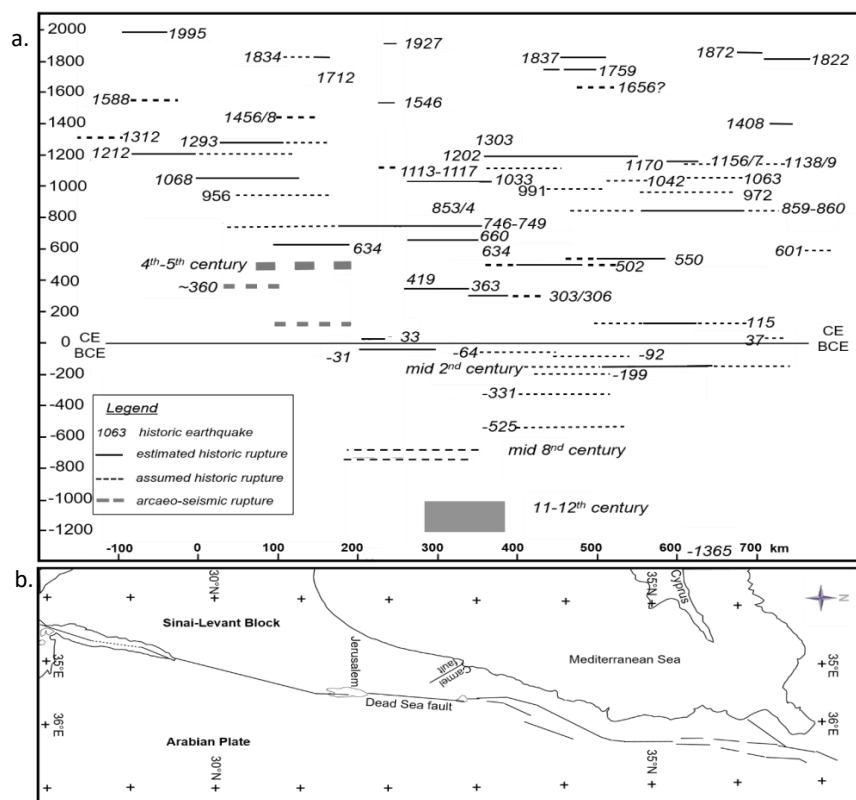 a.
2000
1995
1927
1834
1837
1872
1822
1800
1712
1759
1656?
1600
1588
1546
1456/8
1400
1408
1312
1293
1303
1200
1212
1202
1170
1156/7
1138/9
1113-1117
1033
1042
1063
1000
1068
991
972
956
853/4
859-860
800
746-749
660
600
634
634
550
601
4th-5th century
502
400
~360
419
363
303/306
200
115
0 CE
BCE
33
37
CE
BCE
-31
-64
-92
mid 2nd century
-200
-199
-331
-400
-525
-600
mid 8nd century
-800
-1000
11-12th century
-1200
-1365
Legend
1063 historic earthquake
estimated historic rupture
assumed historic rupture
arcaeo-seismic rupture
-100 0 100 200 300 400 500 600 700 km
b.
30°N
35°N
Cyprus
N
Sinai-Levant Block
Jerusalem
Carmel
fault
Mediterranean Sea
35°E
35°E
Dead Sea fault
36°E
36°E
Arabian Plate
30°N
35°N